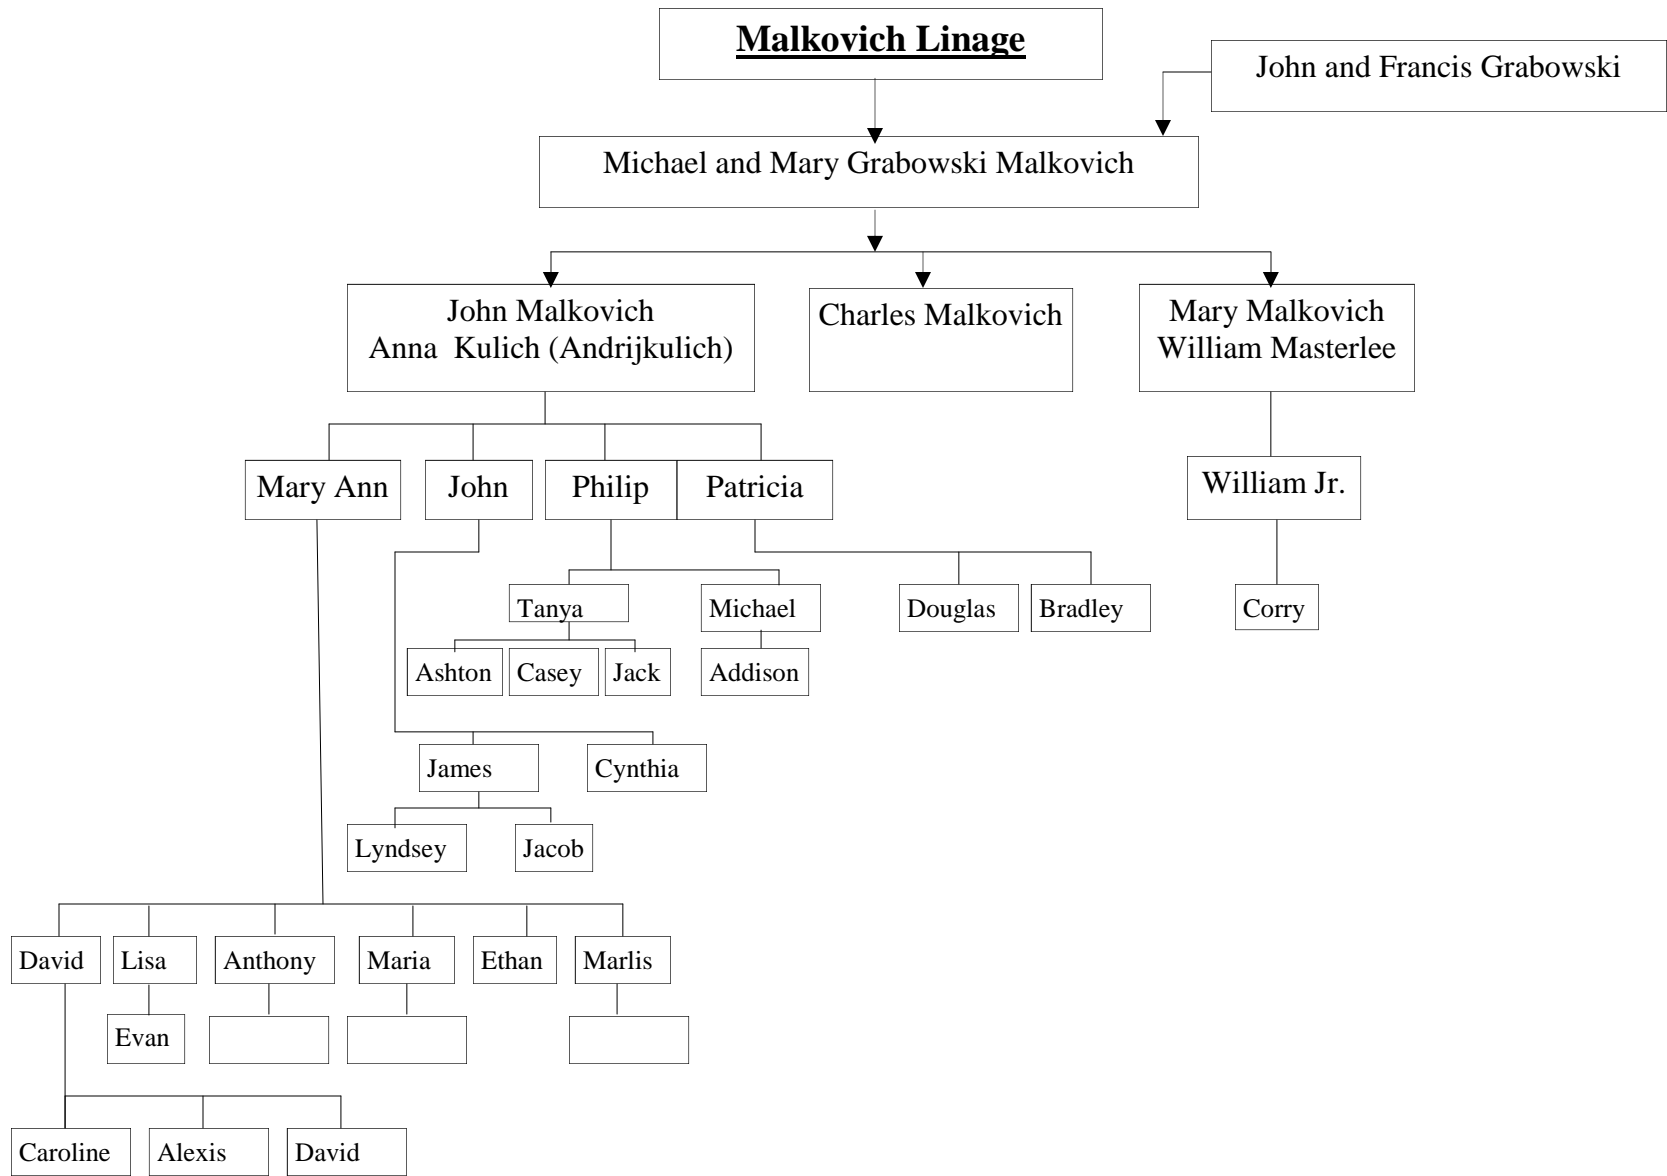 Malkovich Linage
John and Francis Grabowski
Michael and Mary Grabowski Malkovich
John Malkovich
Anna  Kulich (Andrijkulich)
Charles Malkovich
Mary Malkovich
William Masterlee
Mary Ann
John
Philip
Patricia
William Jr.
Tanya
Michael
Douglas
Bradley
Corry
Ashton
Casey
Jack
Addison
James
Cynthia
Lyndsey
Jacob
David
Lisa
Anthony
Maria
Ethan
Marlis
Evan
Caroline
Alexis
David